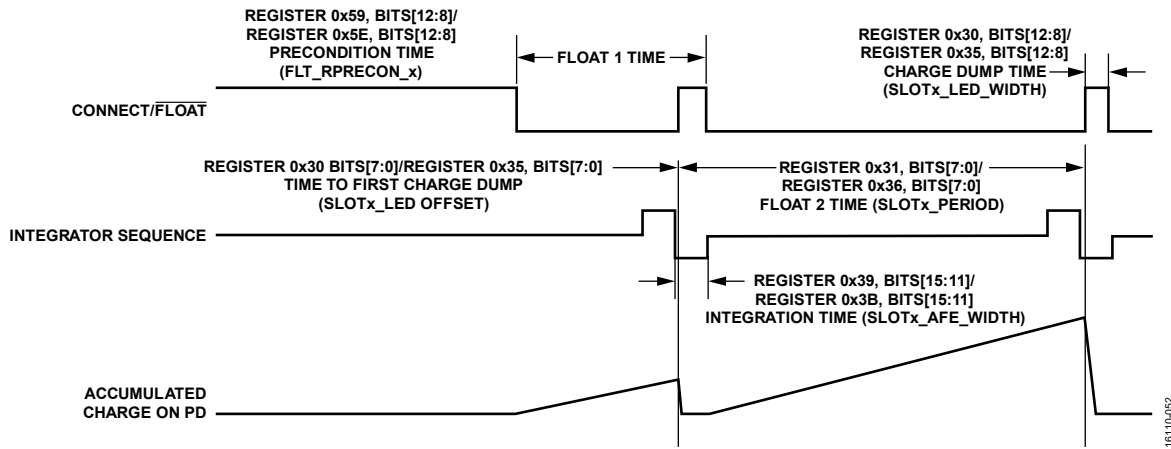 REGISTER 0x59, BITS[12:8]/
REGISTER 0x5E, BITS[12:8]
PRECONDITION TIME
(FLT_RPRECON_x)
FLOAT 1 TIME
REGISTER 0x30, BITS[12:8]/
REGISTER 0x35, BITS[12:8]
CHARGE DUMP TIME
(SLOTx_LED_WIDTH)
CONNECT/FLOAT
REGISTER 0x30 BITS[7:0]/REGISTER 0x35, BITS[7:0]
TIME TO FIRST CHARGE DUMP
(SLOTx_LED OFFSET)
REGISTER 0x31, BITS[7:0]/
REGISTER 0x36, BITS[7:0]
FLOAT 2 TIME (SLOTx_PERIOD)
INTEGRATOR SEQUENCE
REGISTER 0x39, BITS[15:11]/
REGISTER 0x3B, BITS[15:11]
INTEGRATION TIME (SLOTx_AFE_WIDTH)
ACCUMULATED
CHARGE ON PD
16110-052